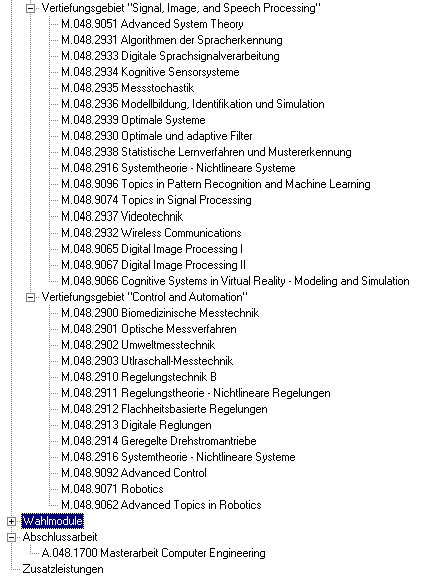 Vertiefungsgebiet "Signal, Image, and Speech Processing"
M.048.9051 Advanced System Theory
M.048.2931 Algorithmen der Spracherkennung
M.048.2933 Digitale Sprachsignalverarbeitung
M.048.2934 Kognitive Sensorsysteme
M.048.2935 Messstochastik
M.048.2936 Modellbildung, Identifikation und Simulation
M.048.2939 Optimale Systeme
M.048.2930 Optimale und adaptive Filter
M.048.2938 Statistische Lernverfahren und Mustererkennung
M.048.2916 Systemtheorie - Nichtlineare Systeme
M.048.9096 Topics in Pattern Recognition and Machine Learning
M.048.9074 Topics in Signal Processing
M.048.2937 Videotechnik
M.048.2932 Wireless Communications
M.048.9065 Digital Image Processing I
M.048.9067 Digital Image Processing II
M.048.9066 Cognitive Systems in Virtual Reality - Modeling and Simulation
Vertiefungsgebiet "Control and Automation"
M.048.2900 Biomedizinische Messtechnik
M.048.2901 Optische Messverfahren
M.048.2902 Umweltmesstechnik
M.048.2903 Utlraschall-Messtechnik
M.048.2910 Regelungstechnik B
M.048.2911 Regelungstheorie - Nichtlineare Regelungen
M.048.2912 Flachheitsbasierte Regelungen
M.048.2913 Digitale Reglungen
M.048.2914 Geregelte Drehstromantriebe
M.048.2916 Systemtheorie - Nichtlineare Systeme
M.048.9092 Advanced Control
M.048.9071 Robotics
M.048.9062 Advanced Topics in Robotics
Wahlmodule
Abschlussarbeit
A.048.1700 Masterarbeit Computer Engineering
Zusatzleistungen